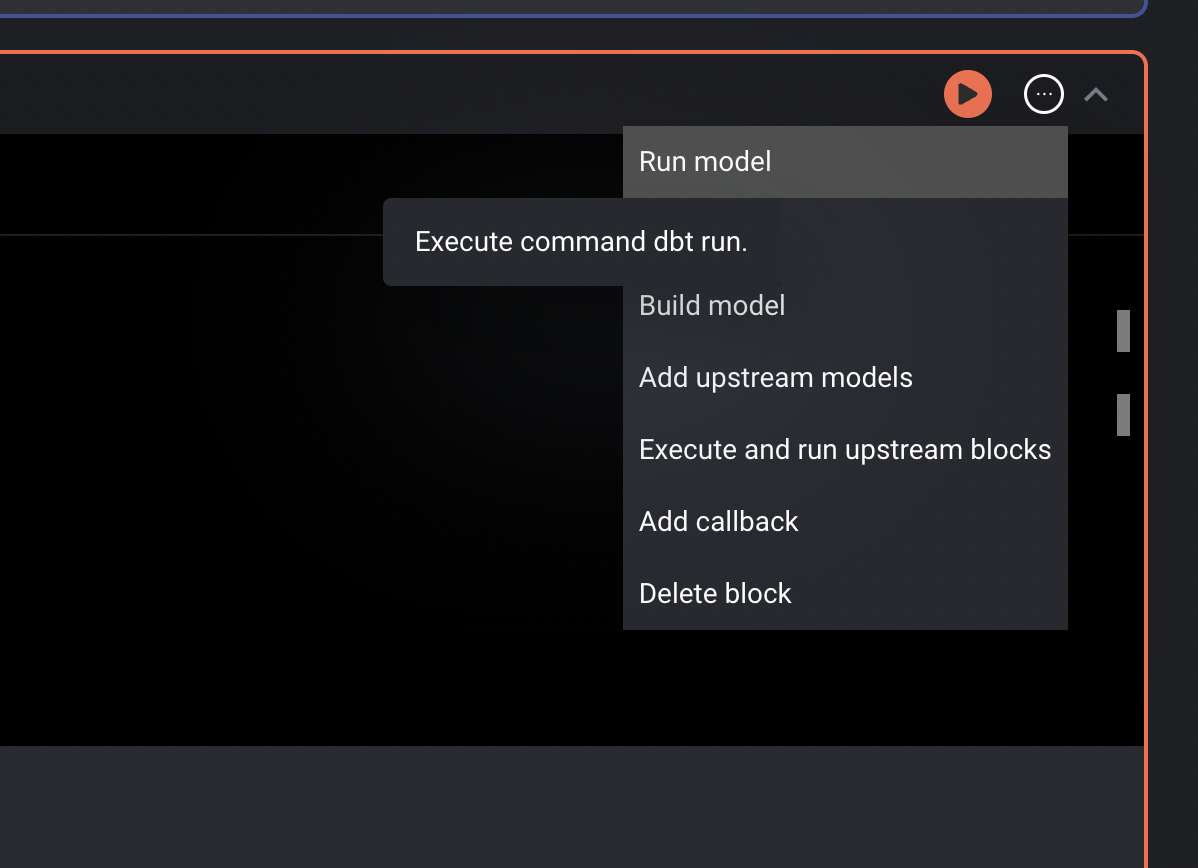 Run model
Execute command dbt run.
Build model
Add upstream models
Execute and run upstream blocks
Add callback
Delete block